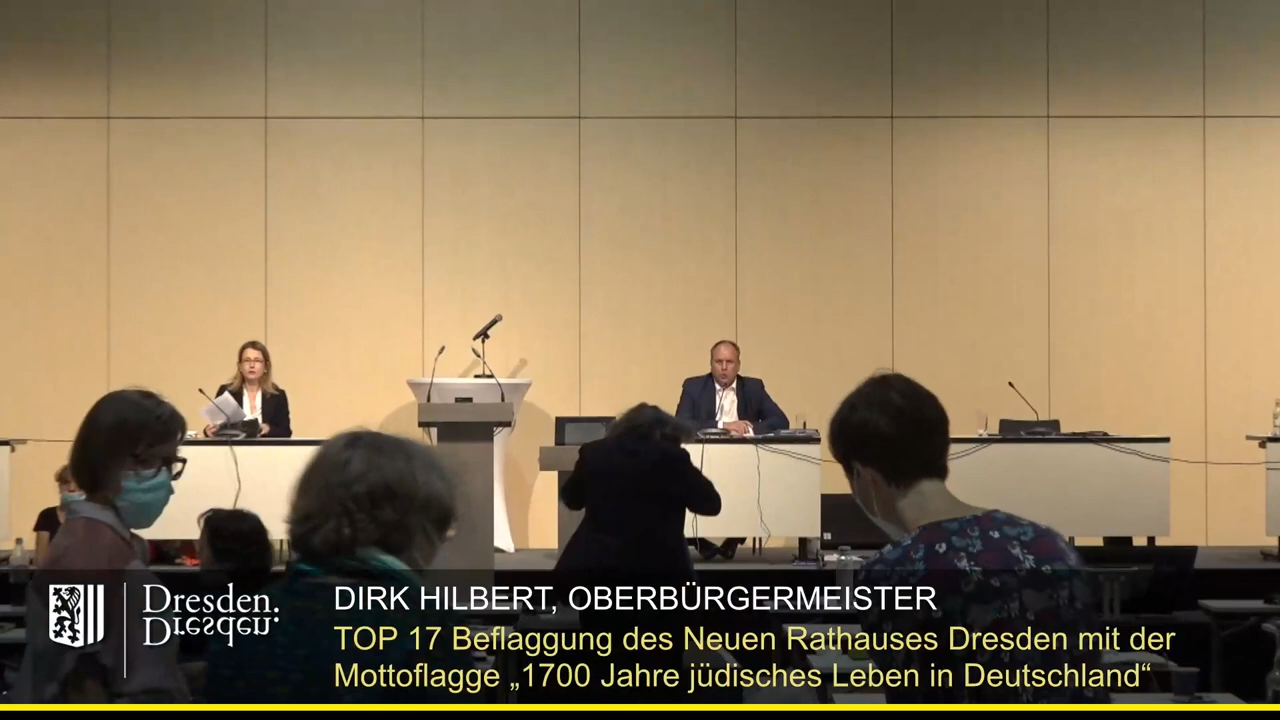 Dresden.
Dresden.
DIRK HILBERT, OBERBÜRGERMEISTER
TOP 17 Beflaggung des Neuen Rathauses Dresden mit der
Mottoflagge „1700 Jahre jüdisches Leben in Deutschland“